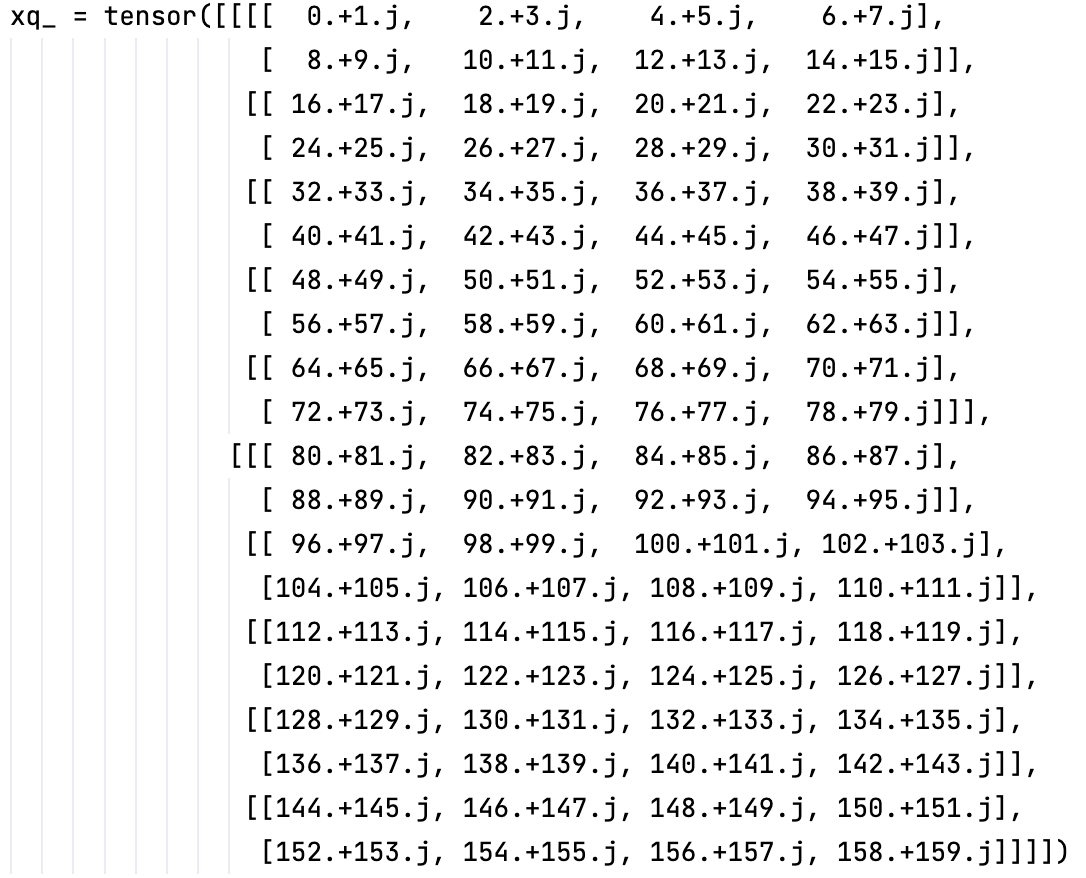 xq_ = tensor([[[[  0.+1.j,    2.+3.j,    4.+5.j,    6.+7.j],
[  8.+9.j,   10.+11.j,  12.+13.j,  14.+15.j]],
[[ 16.+17.j,  18.+19.j,  20.+21.j,  22.+23.j],
[ 24.+25.j,  26.+27.j,  28.+29.j,  30.+31.j]],
[[ 32.+33.j,  34.+35.j,  36.+37.j,  38.+39.j],
[ 40.+41.j,  42.+43.j,  44.+45.j,  46.+47.j]],
[[ 48.+49.j,  50.+51.j,  52.+53.j,  54.+55.j],
[ 56.+57.j,  58.+59.j,  60.+61.j,  62.+63.j]],
[[ 64.+65.j,  66.+67.j,  68.+69.j,  70.+71.j],
[ 72.+73.j,  74.+75.j,  76.+77.j,  78.+79.j]]],
[[[ 80.+81.j,  82.+83.j,  84.+85.j,  86.+87.j],
[ 88.+89.j,  90.+91.j,  92.+93.j,  94.+95.j]],
[[ 96.+97.j,  98.+99.j,  100.+101.j, 102.+103.j],
[104.+105.j, 106.+107.j, 108.+109.j, 110.+111.j]],
[[112.+113.j, 114.+115.j, 116.+117.j, 118.+119.j],
[120.+121.j, 122.+123.j, 124.+125.j, 126.+127.j]],
[[128.+129.j, 130.+131.j, 132.+133.j, 134.+135.j],
[136.+137.j, 138.+139.j, 140.+141.j, 142.+143.j]],
[[144.+145.j, 146.+147.j, 148.+149.j, 150.+151.j],
[152.+153.j, 154.+155.j, 156.+157.j, 158.+159.j]]]])